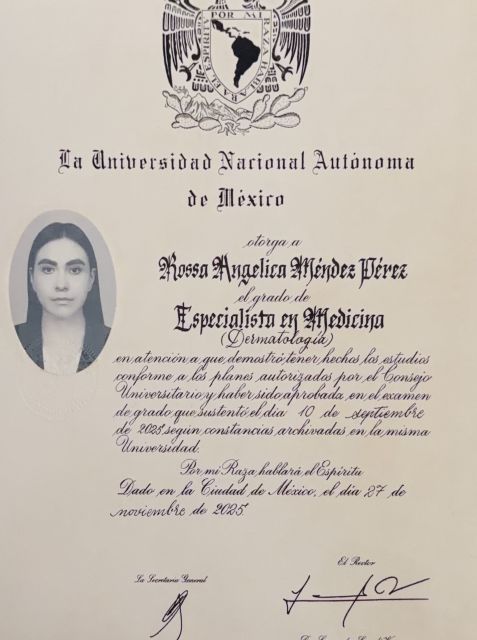 POR MI RAZA HABLARA EL ESPIRITU
La Universidad Nacional Autónoma
de México
otorga a
Rossa Angelica Méndez Pérez
el grado de
Especialista en Medicina
(Dermatología)
en atención a que demostró tener hechos los estudios
conforme a los planes autorizados por el Consejo
Universitario y haber sido aprobada en el examen
de grado que sustentó el día 10 de septiembre
de 2025, según constancias archivadas en la misma
Universidad.
Por mi Raza hablará el Espíritu
Dado en la Ciudad de México, el día 27 de
noviembre de 2025
El Rector
La Secretaria General